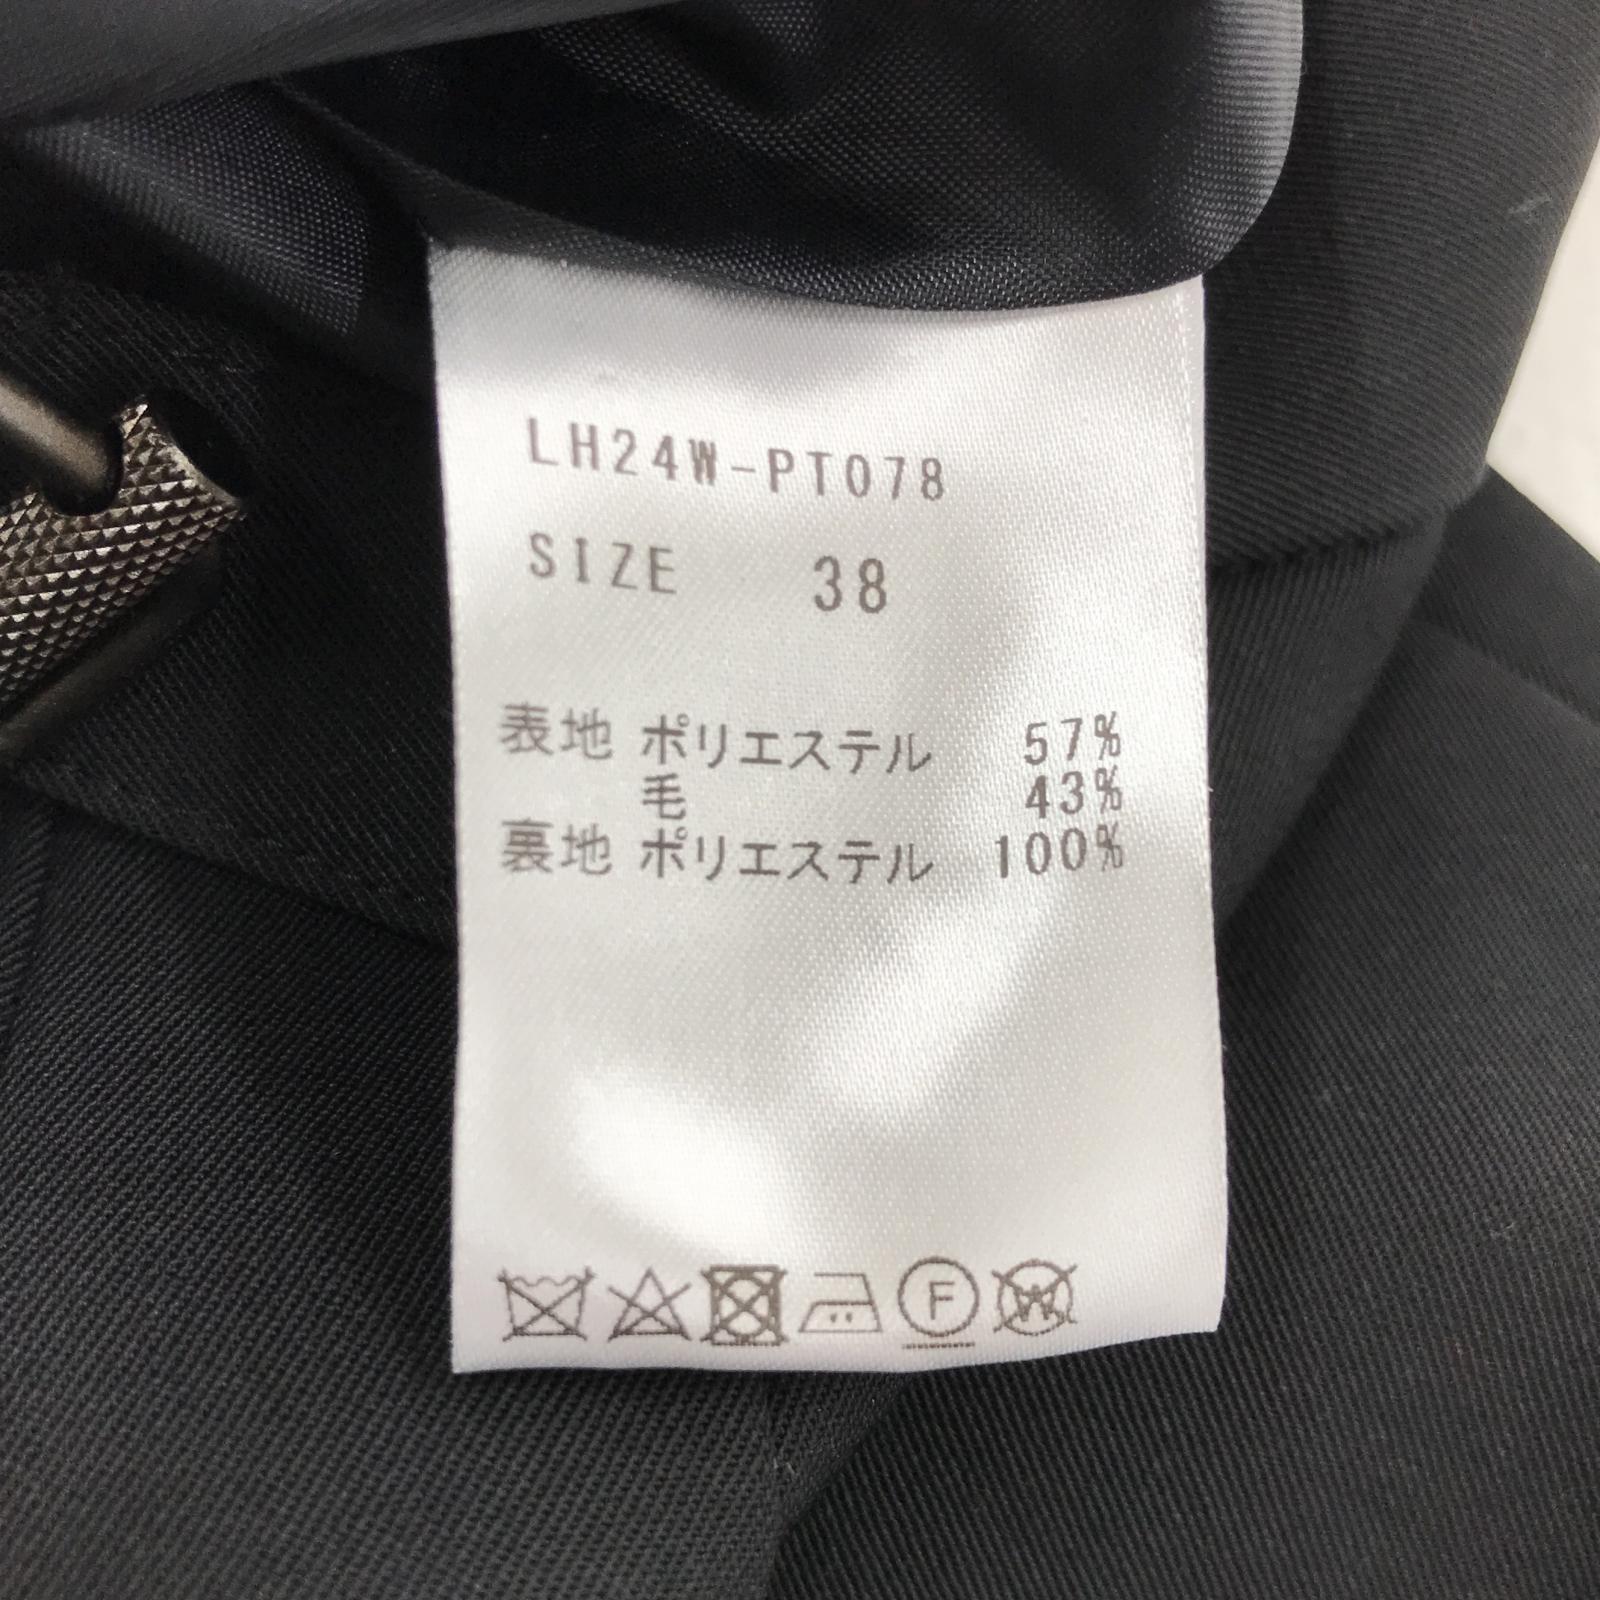 LH24W-PT078
SIZE 38
表地 ポリエステル 57%
毛 43%
裏地 ポリエステル 100%
F W